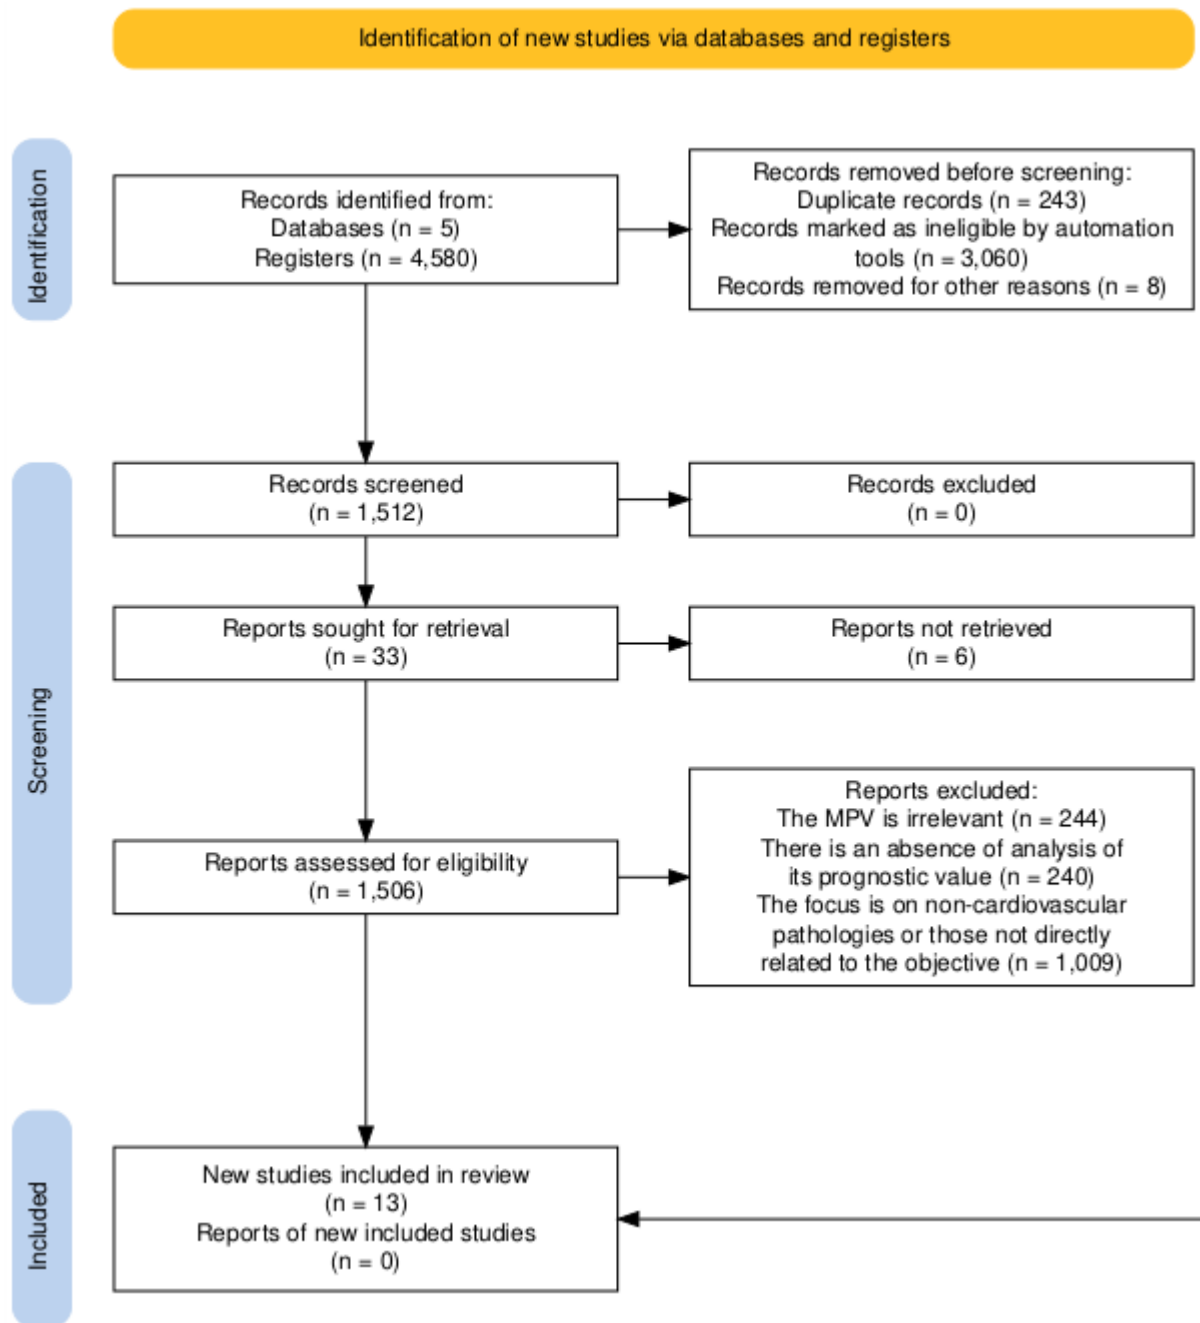 Identification of new studies via databases and registers
Identification
Records identified from:
Databases (n = 5)
Registers (n = 4,580)
Records removed before screening:
Duplicate records (n = 243)
Records marked as ineligible by automation
tools (n = 3,060)
Records removed for other reasons (n = 8)
Screening
Records screened
(n = 1,512)
Records excluded
(n = 0)
Reports sought for retrieval
(n = 33)
Reports not retrieved
(n = 6)
Reports assessed for eligibility
(n = 1,506)
Reports excluded:
The MPV is irrelevant (n = 244)
There is an absence of analysis of
its prognostic value (n = 240)
The focus is on non-cardiovascular
pathologies or those not directly
related to the objective (n = 1,009)
Included
New studies included in review
(n = 13)
Reports of new included studies
(n = 0)